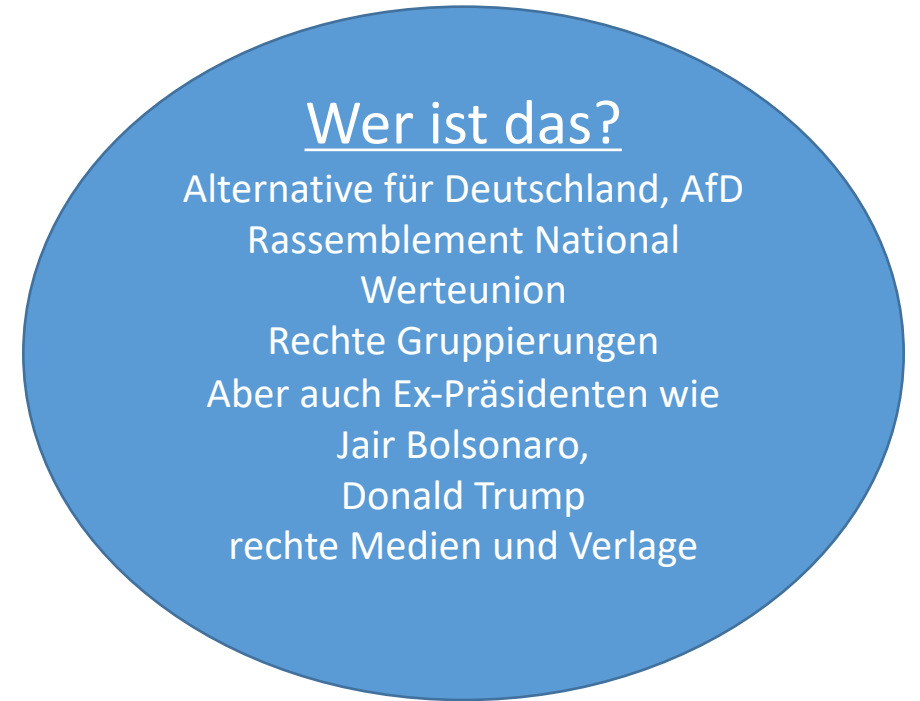 Wer ist das?
Alternative für Deutschland, AfD
Rassemblement National
Werteunion
Rechte Gruppierungen
Aber auch Ex-Präsidenten wie
Jair Bolsonaro,
Donald Trump
rechte Medien und Verlage